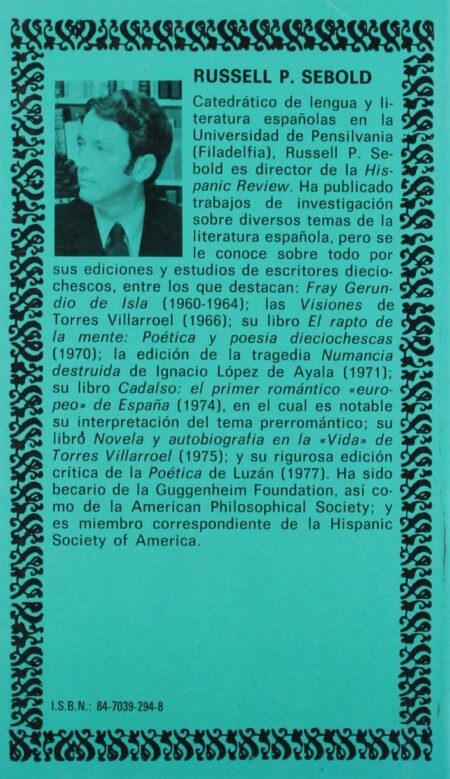 RUSSELL P. SEBOLD
Catedrático de lengua y li-
teratura españolas en la
Universidad de Pensilvania
(Filadelfia), Russell P. Se-
bold es director de la His-
panic Review. Ha publicado
trabajos de investigación
sobre diversos temas de la
literatura española, pero se
le conoce sobre todo por
sus ediciones y estudios de escritores diecio-
chescos, entre los que destacan: Fray Gerun-
dio de Isla (1960-1964); las Visiones de
Torres Villarroel (1966); su libro El rapto de
la mente: Poética y poesia dieciochescas
(1970); la edición de la tragedia Numancia
destruida de Ignacio López de Ayala (1971);
su libro Cadalso: el primer romántico «euro-
peo» de España (1974), en el cual es notable
su interpretación del tema prerromántico; su
libro Novela y autobiografia en la «Vida» de
Torres Villarroel (1975); y su rigurosa edición
crítica de la Poética de Luzán (1977). Ha sido
becario de la Guggenheim Foundation, así co-
mo de la American Philosophical Society; y
es miembro correspondiente de la Hispanic
Society of America.
I.S.B.N.: 84-7039-294-8